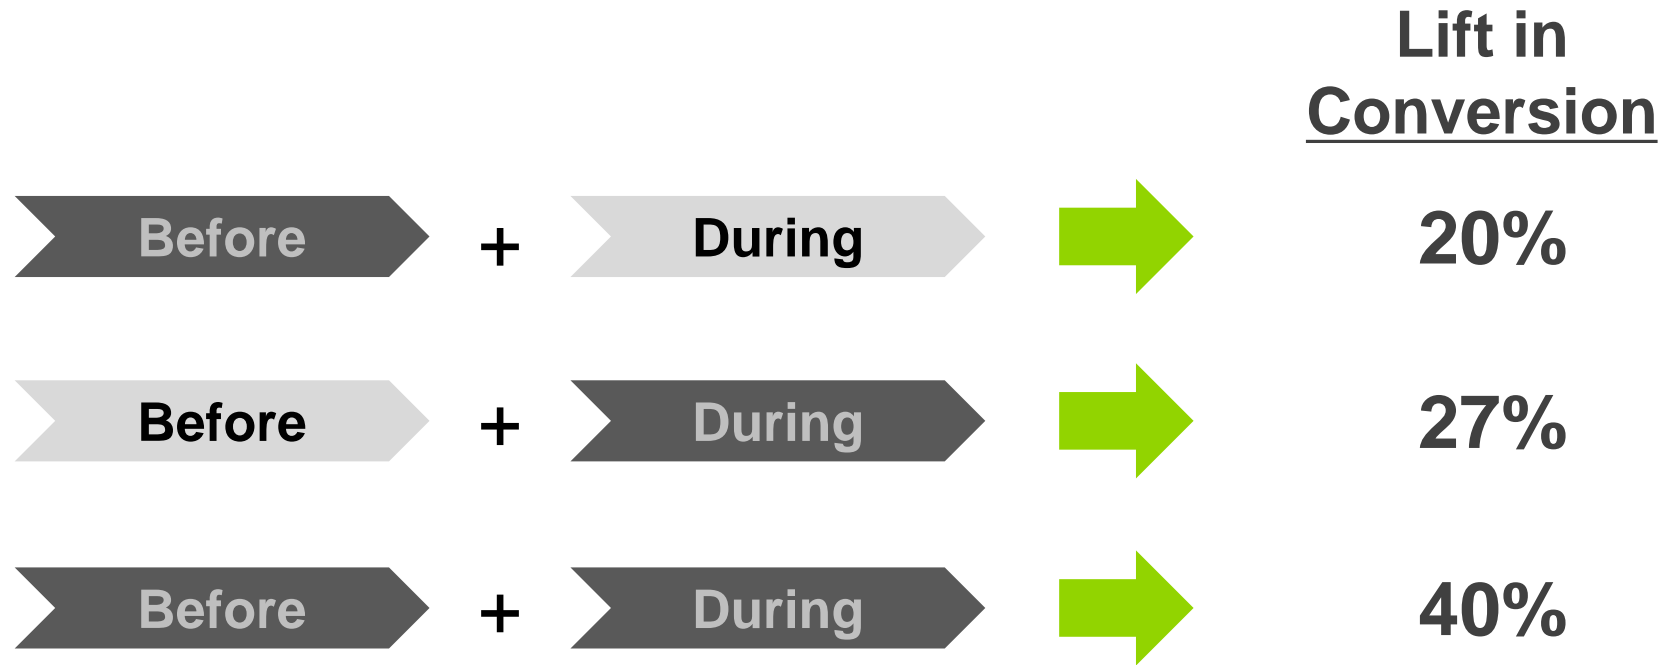 Lift in
Conversion
Before + During 20%
Before + During 27%
Before + During 40%